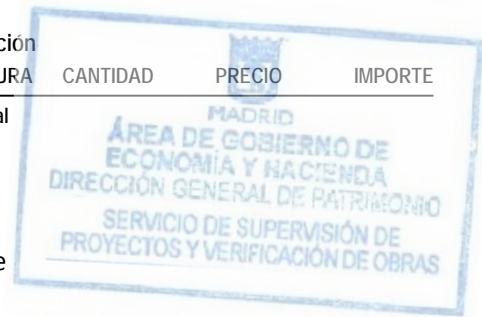 ción
URA CANTIDAD PRECIO IMPORTE
al
MADRID
ÁREA DE GOBIERNO DE
ECONOMÍA Y HACIENDA
DIRECCIÓN GENERAL DE PATRIMONIO
SERVICIO DE SUPERVISIÓN DE
PROYECTOS Y VERIFICACIÓN DE OBRAS
e